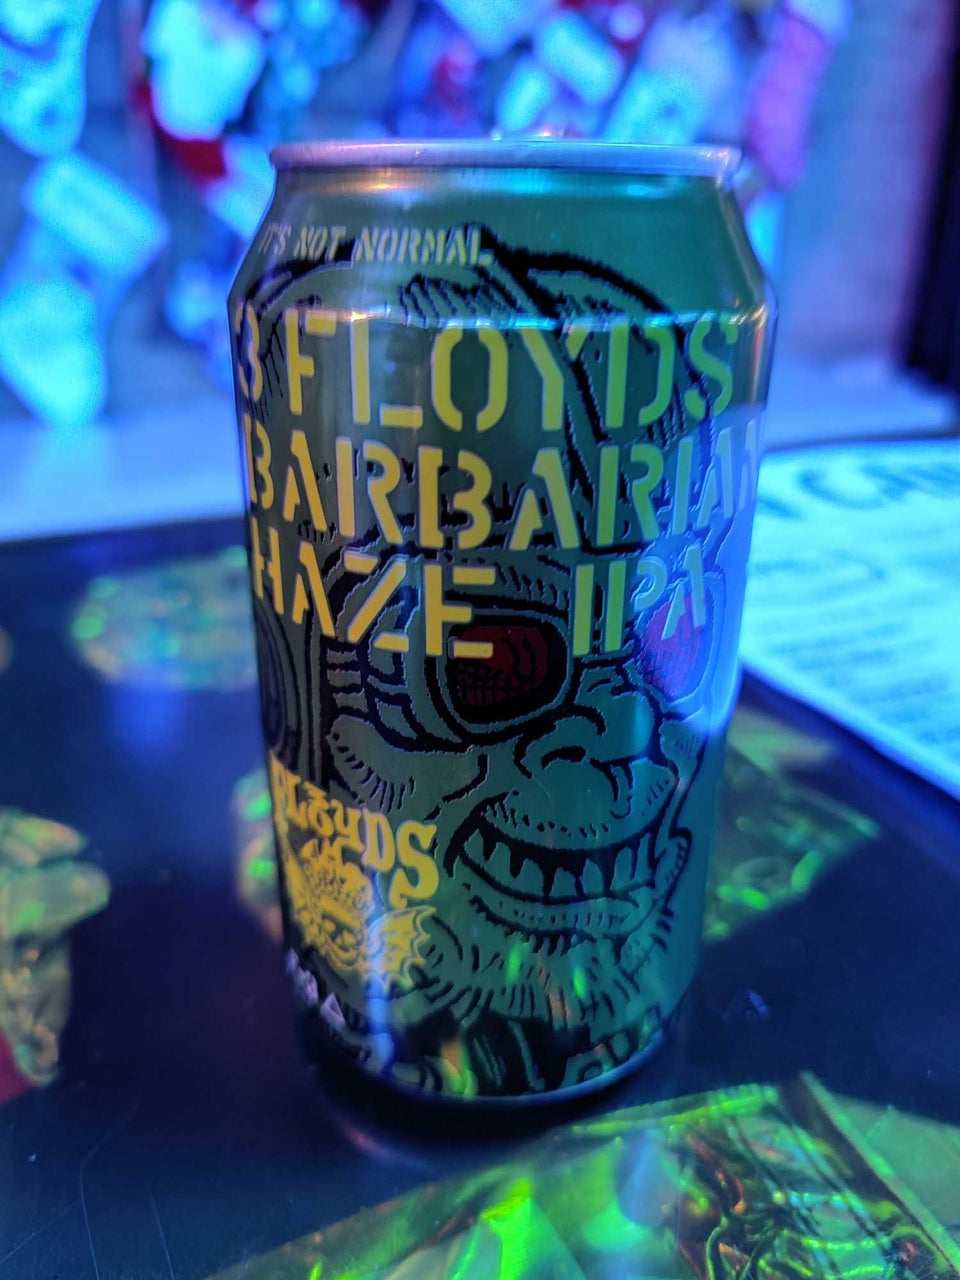 IT'S NOT NORMAL
3 FLOYDS
BARBARIAN
HAZE IPA
FLOYDS